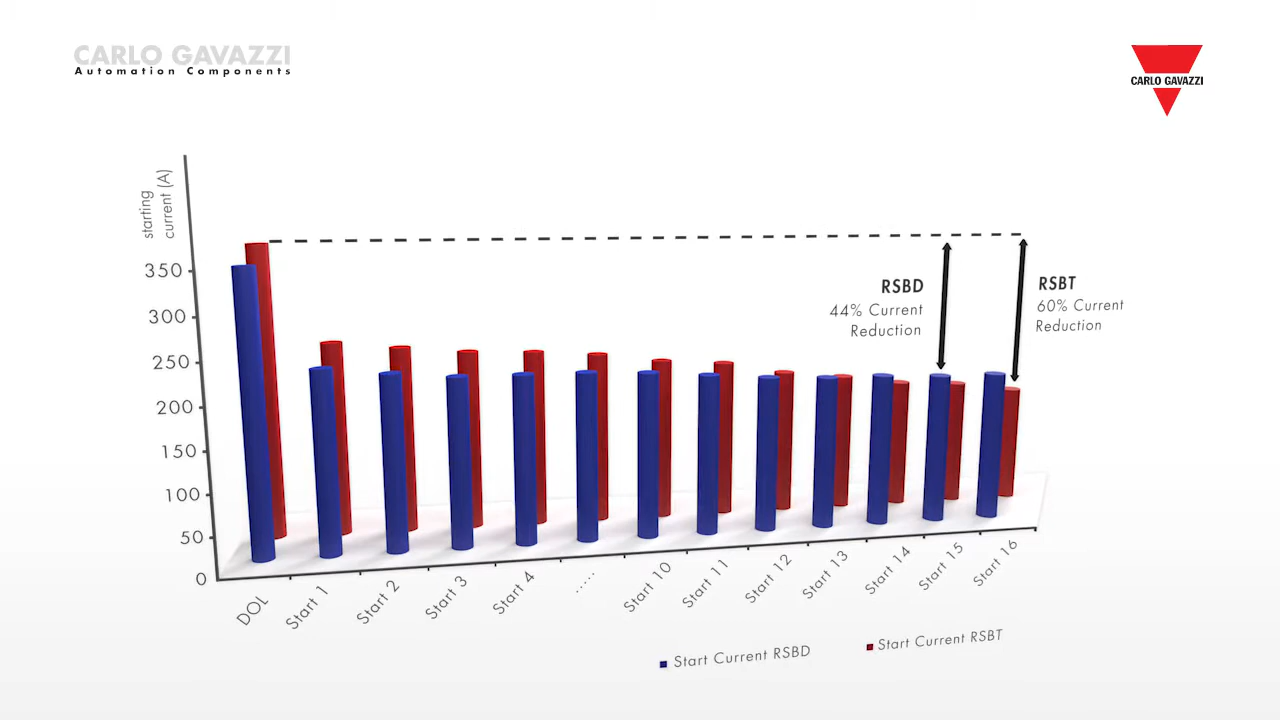 CARLO GAVAZZI
Automation Components
CARLO GAVAZZI
starting
current (A)
350
300
250
200
150
100
50
0
RSBD
44% Current
Reduction
RSBT
60% Current
Reduction
DOL
Start 1
Start 2
Start 3
Start 4
......
Start 10
Start 11
Start 12
Start 13
Start 14
Start 15
Start 16
Start Current RSBD
Start Current RSBT